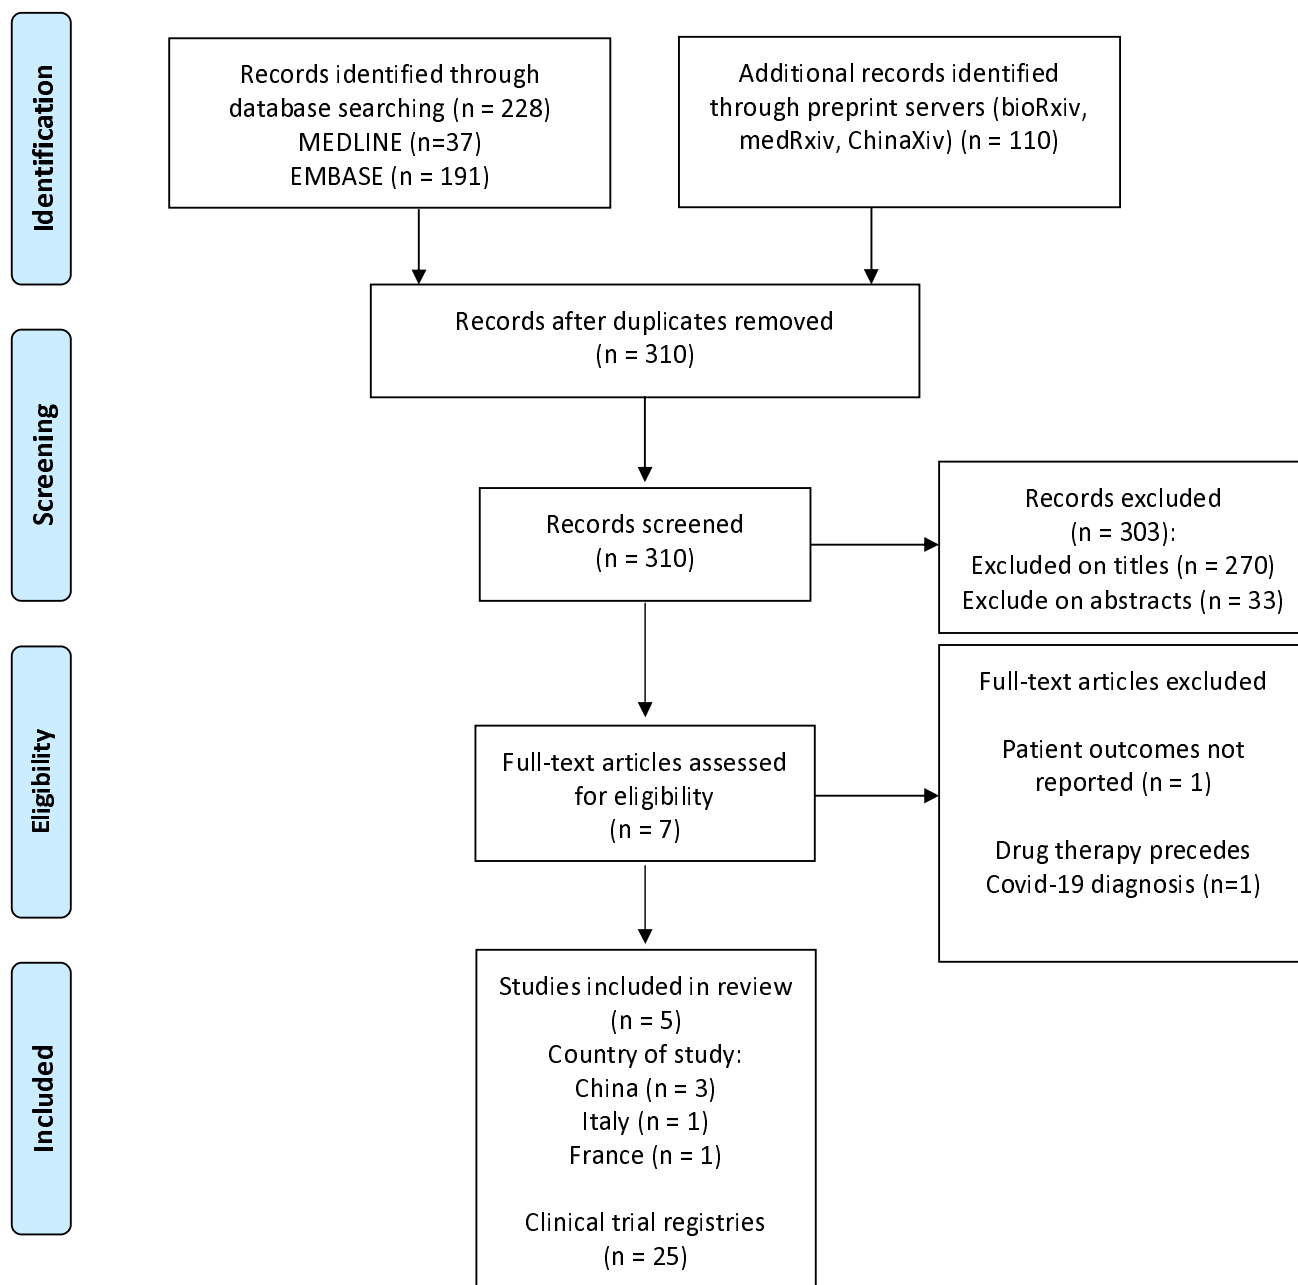 Identification
Records identified through
database searching (n = 228)
MEDLINE (n=37)
EMBASE (n = 191)
Additional records identified
through preprint servers (bioRxiv,
medRxiv, ChinaXiv) (n = 110)
Records after duplicates removed
(n = 310)
Screening
Records screened
(n = 310)
Records excluded
(n = 303):
Excluded on titles (n = 270)
Exclude on abstracts (n = 33)
Eligibility
Full-text articles assessed
for eligibility
(n = 7)
Full-text articles excluded
Patient outcomes not
reported (n = 1)
Drug therapy precedes
Covid-19 diagnosis (n=1)
Included
Studies included in review
(n = 5)
Country of study:
China (n = 3)
Italy (n = 1)
France (n = 1)
Clinical trial registries
(n = 25)